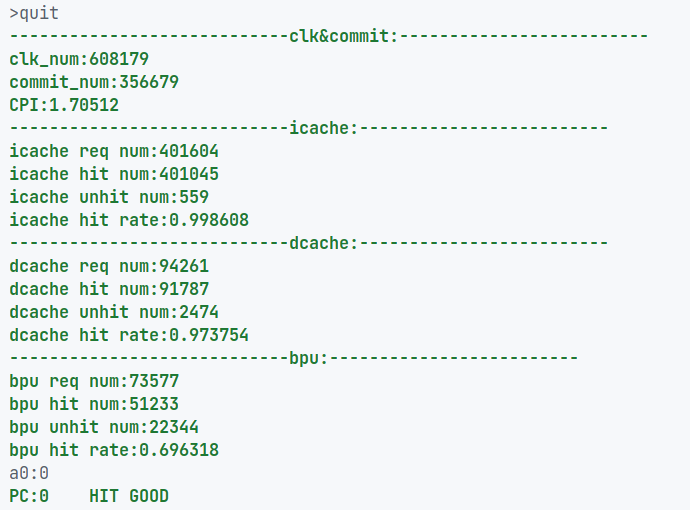 >quit
----------------------------clk&commit:-------------------------
clk_num:608179
commit_num:356679
CPI:1.70512
----------------------------icache:-------------------------
icache req num:401604
icache hit num:401045
icache unhit num:559
icache hit rate:0.998608
----------------------------dcache:-------------------------
dcache req num:94261
dcache hit num:91787
dcache unhit num:2474
dcache hit rate:0.973754
----------------------------bpu:-------------------------
bpu req num:73577
bpu hit num:51233
bpu unhit num:22344
bpu hit rate:0.696318
a0:0
PC:0    HIT GOOD